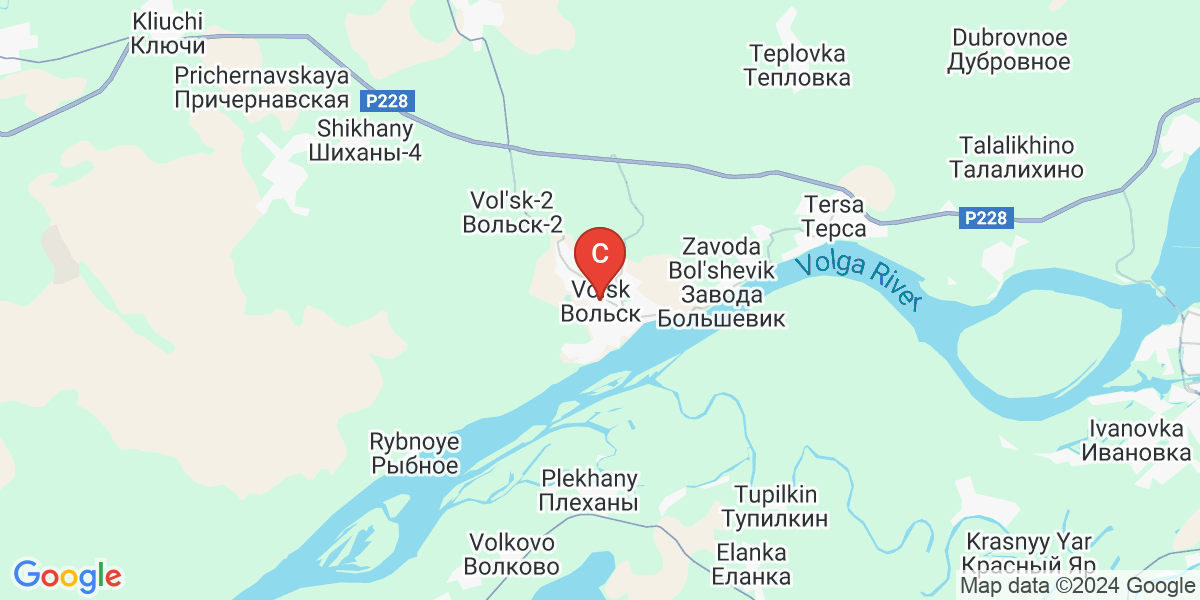 Kliuchi
Ключи
Prichernavskaya
Причернавская
P228
Shikhany
Шиханы-4
Teplovka
Тепловка
Dubrovnoe
Дубровное
Talalikhino
Талалихино
Vol'sk-2
Вольск-2
Tersa
Терса
P228
C
Vol'sk
Вольск
Zavoda
Bol'shevik
Завода
Большевик
Volga River
Rybnoye
Рыбное
Ivanovka
Ивановка
Plekhany
Плеханы
Tupilkin
Тупилкин
Volkovo
Волково
Elanka
Еланка
Krasnyy Yar
Красный Яр
Google
Map data ©2024 Google